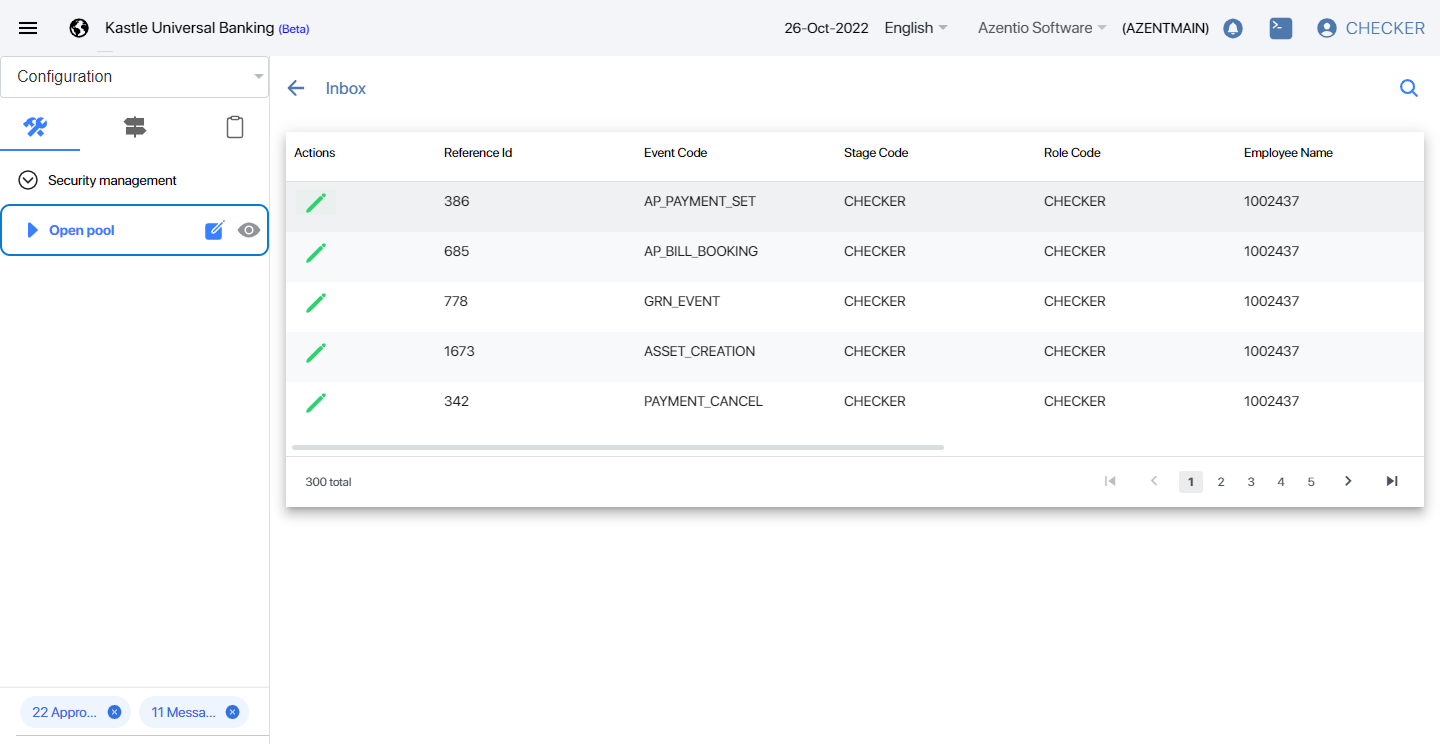 Kastle Universal Banking (Beta)
26-Oct-2022 English Azentio Software (AZENTMAIN) CHECKER
Configuration
Security management
Open pool
Inbox
Actions Reference Id Event Code Stage Code Role Code Employee Name
386 AP_PAYMENT_SET CHECKER CHECKER 1002437
685 AP_BILL_BOOKING CHECKER CHECKER 1002437
778 GRN_EVENT CHECKER CHECKER 1002437
1673 ASSET_CREATION CHECKER CHECKER 1002437
342 PAYMENT_CANCEL CHECKER CHECKER 1002437
300 total 1 2 3 4 5
22 Appro... 11 Messa...